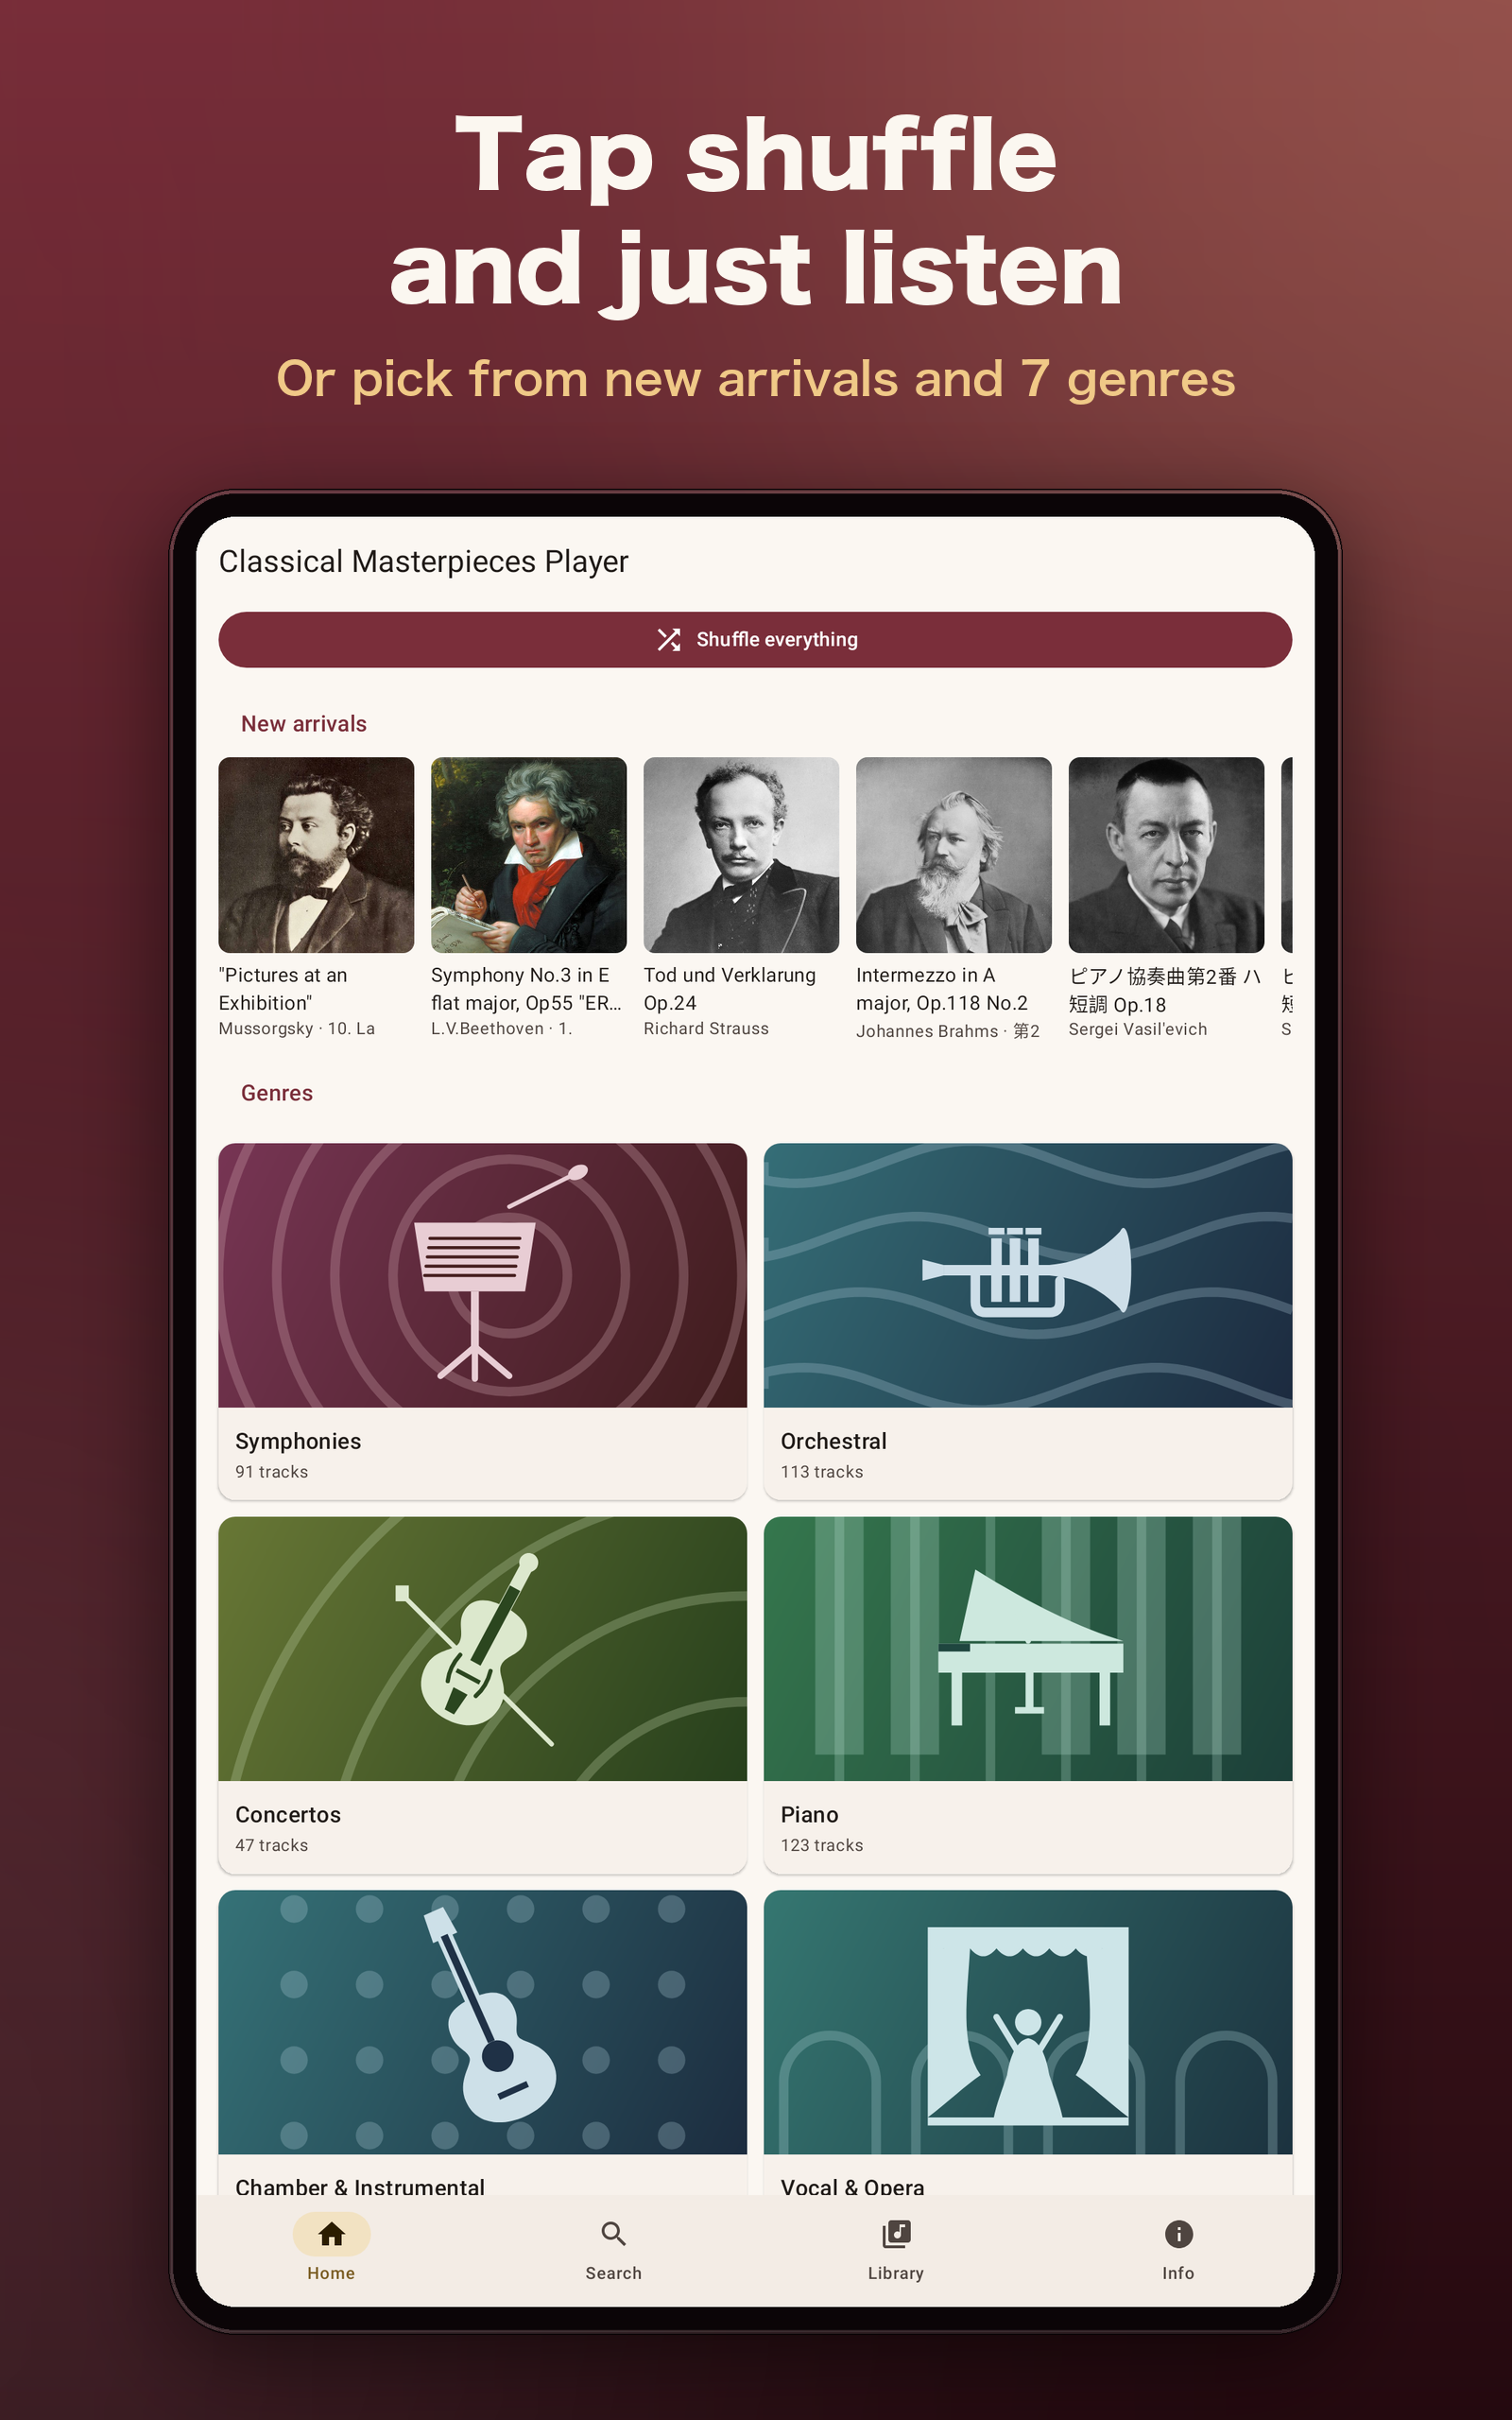 Tap shuffle
and just listen
Or pick from new arrivals and 7 genres
Classical Masterpieces Player
Shuffle everything
New arrivals
"Pictures at an
Exhibition"
Mussorgsky · 10. La
Symphony No.3 in E
flat major, Op55 "ER...
L.V.Beethoven · 1.
Tod und Verklarung
Op.24
Richard Strauss
Intermezzo in A
major, Op.118 No.2
Johannes Brahms · 第2
ピアノ協奏曲第2番 ハ
短調 Op.18
Sergei Vasil'evich
Genres
Symphonies
91 tracks
Orchestral
113 tracks
Concertos
47 tracks
Piano
123 tracks
Chamber & Instrumental
Vocal & Opera
Home
Search
Library
Info